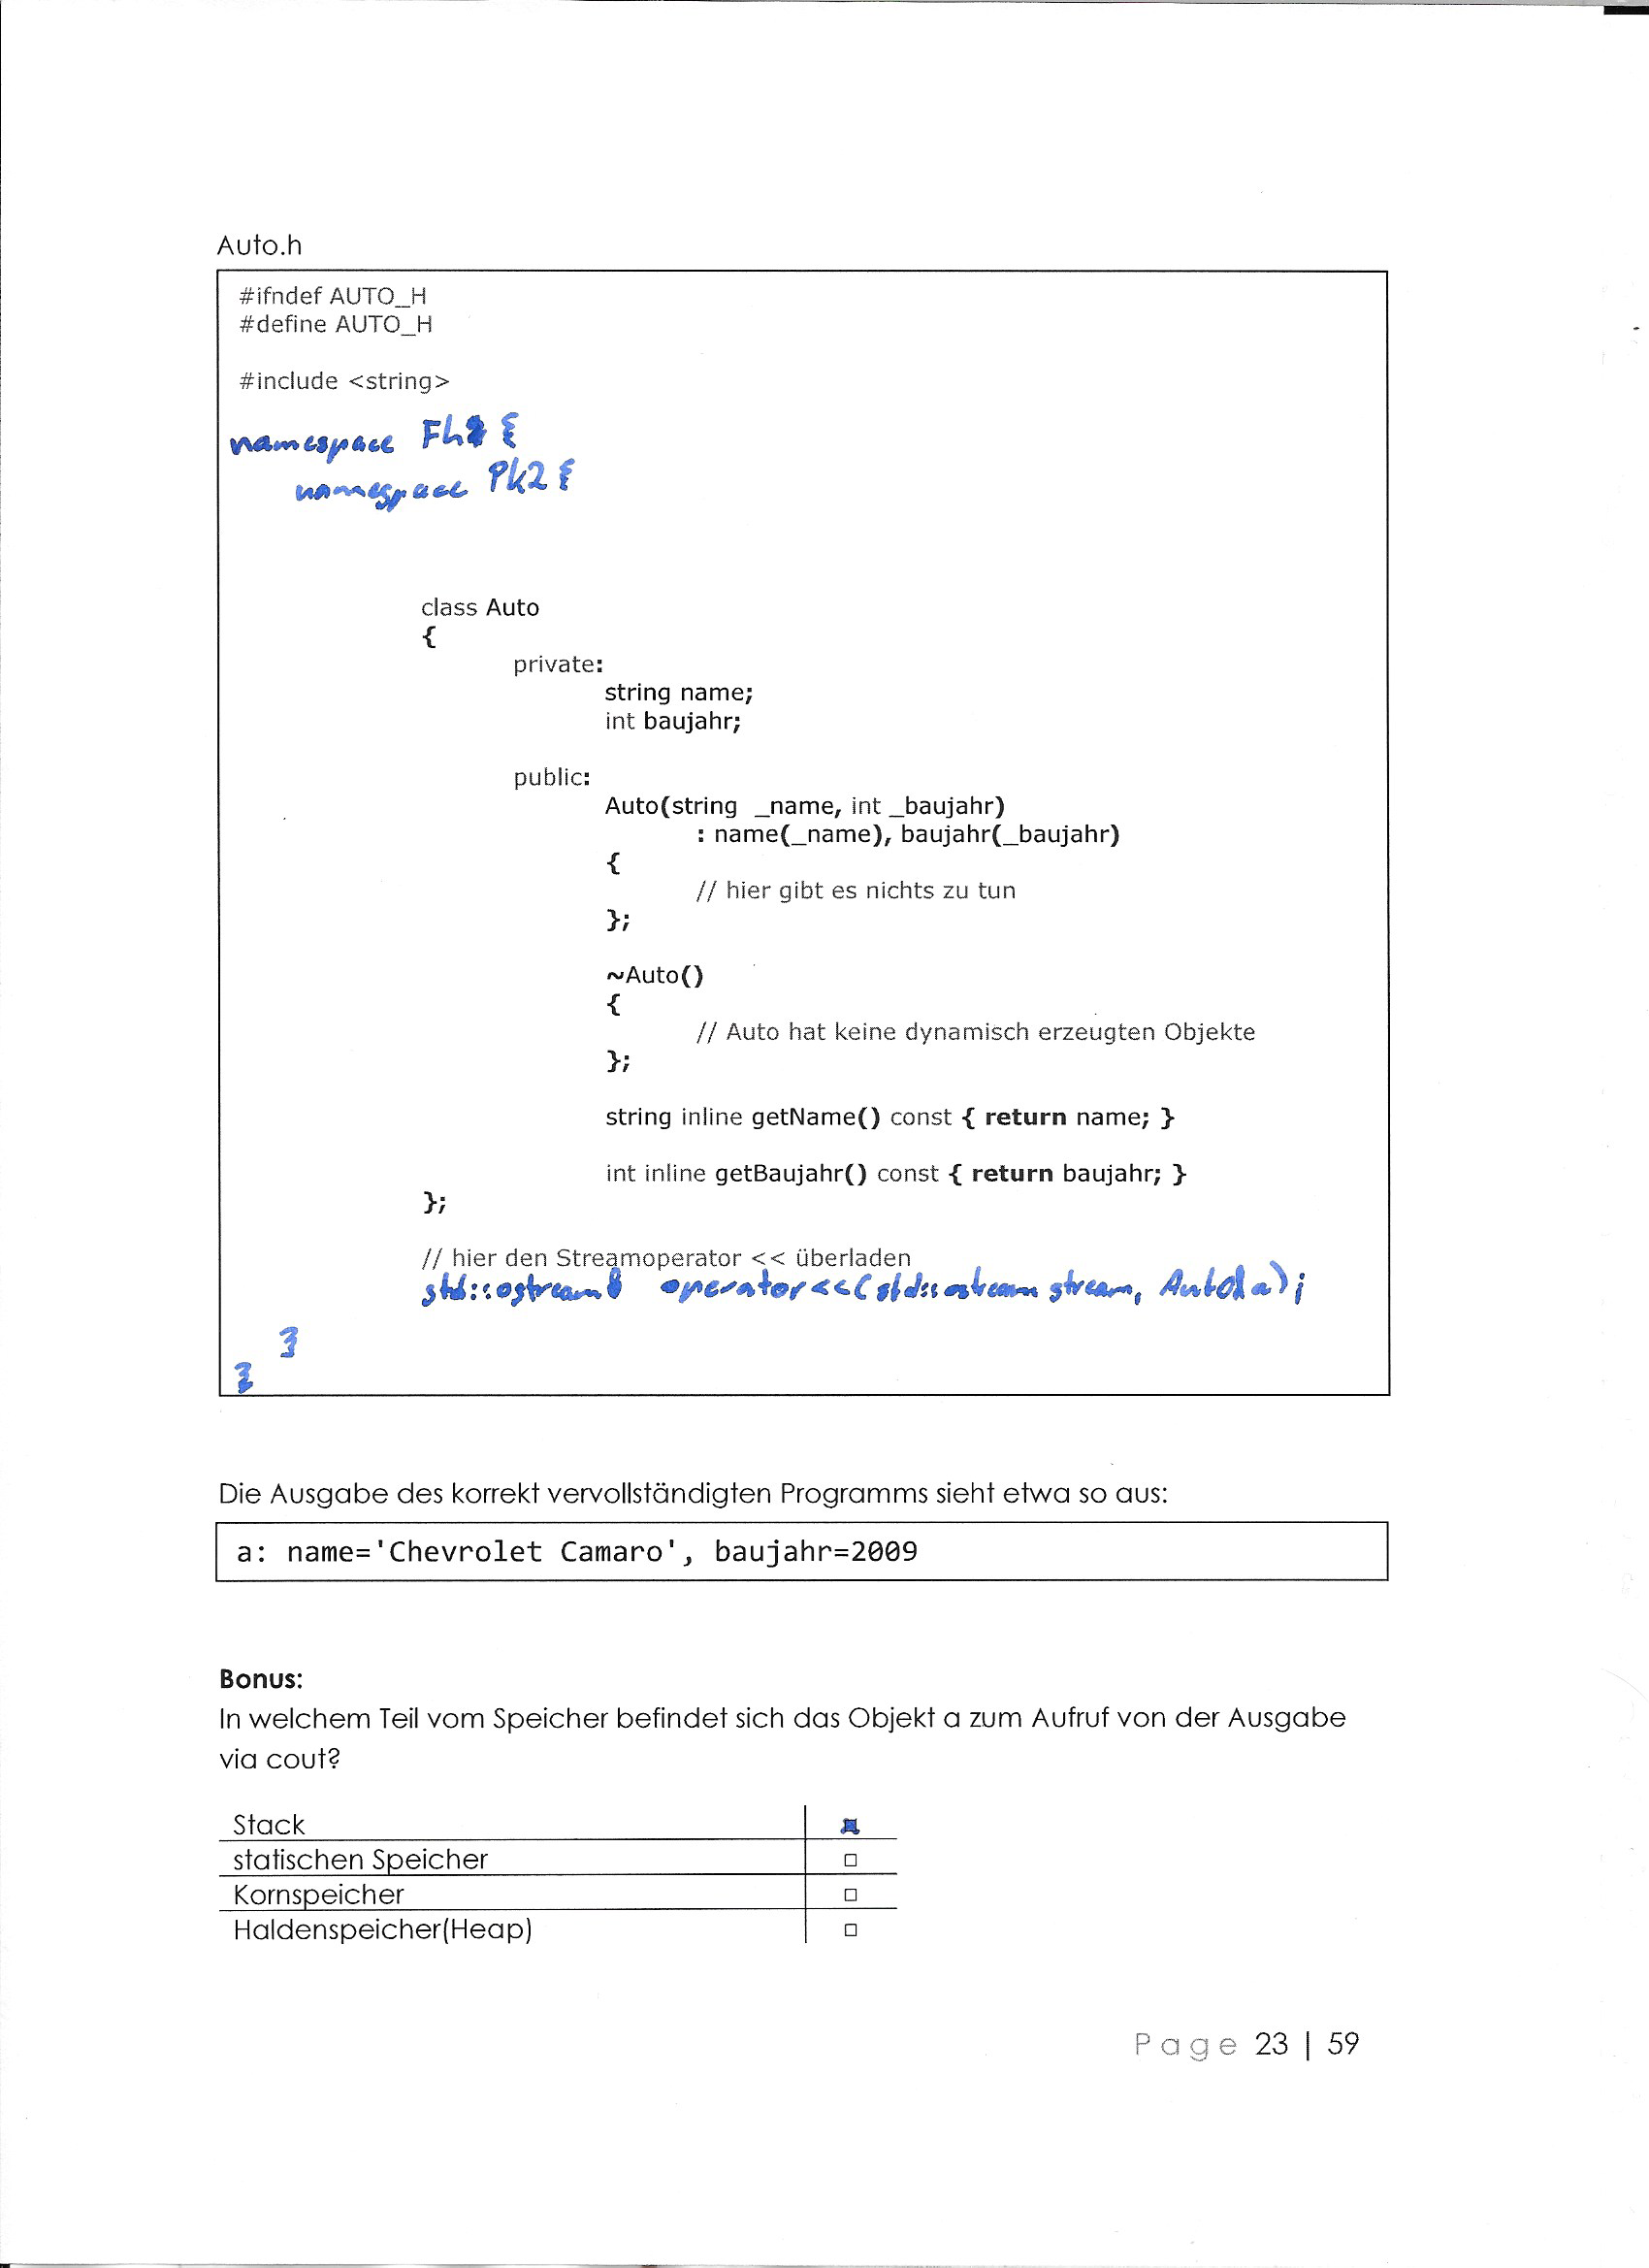 Auto.h
#ifndef AUTO_H
#define AUTO_H
#include <string>
namespace Fh {
namespace Pk2 {
class Auto
{
private:
string name;
int baujahr;
public:
Auto(string _name, int _baujahr)
: name(_name), baujahr(_baujahr)
{
// hier gibt es nichts zu tun
};
~Auto()
{
// Auto hat keine dynamisch erzeugten Objekte
};
string inline getName() const { return name; }
int inline getBaujahr() const { return baujahr; }
};
// hier den Streamoperator << überladen
std::ostream& operator<<(std::ostream stream, Auto& a);
}
}
Die Ausgabe des korrekt vervollständigten Programms sieht etwa so aus:
a: name='Chevrolet Camaro', baujahr=2009
Bonus:
In welchem Teil vom Speicher befindet sich das Objekt a zum Aufruf von der Ausgabe
via cout?
Stack
statischen Speicher
Kornspeicher
Haldenspeicher(Heap)
Page 23 | 59